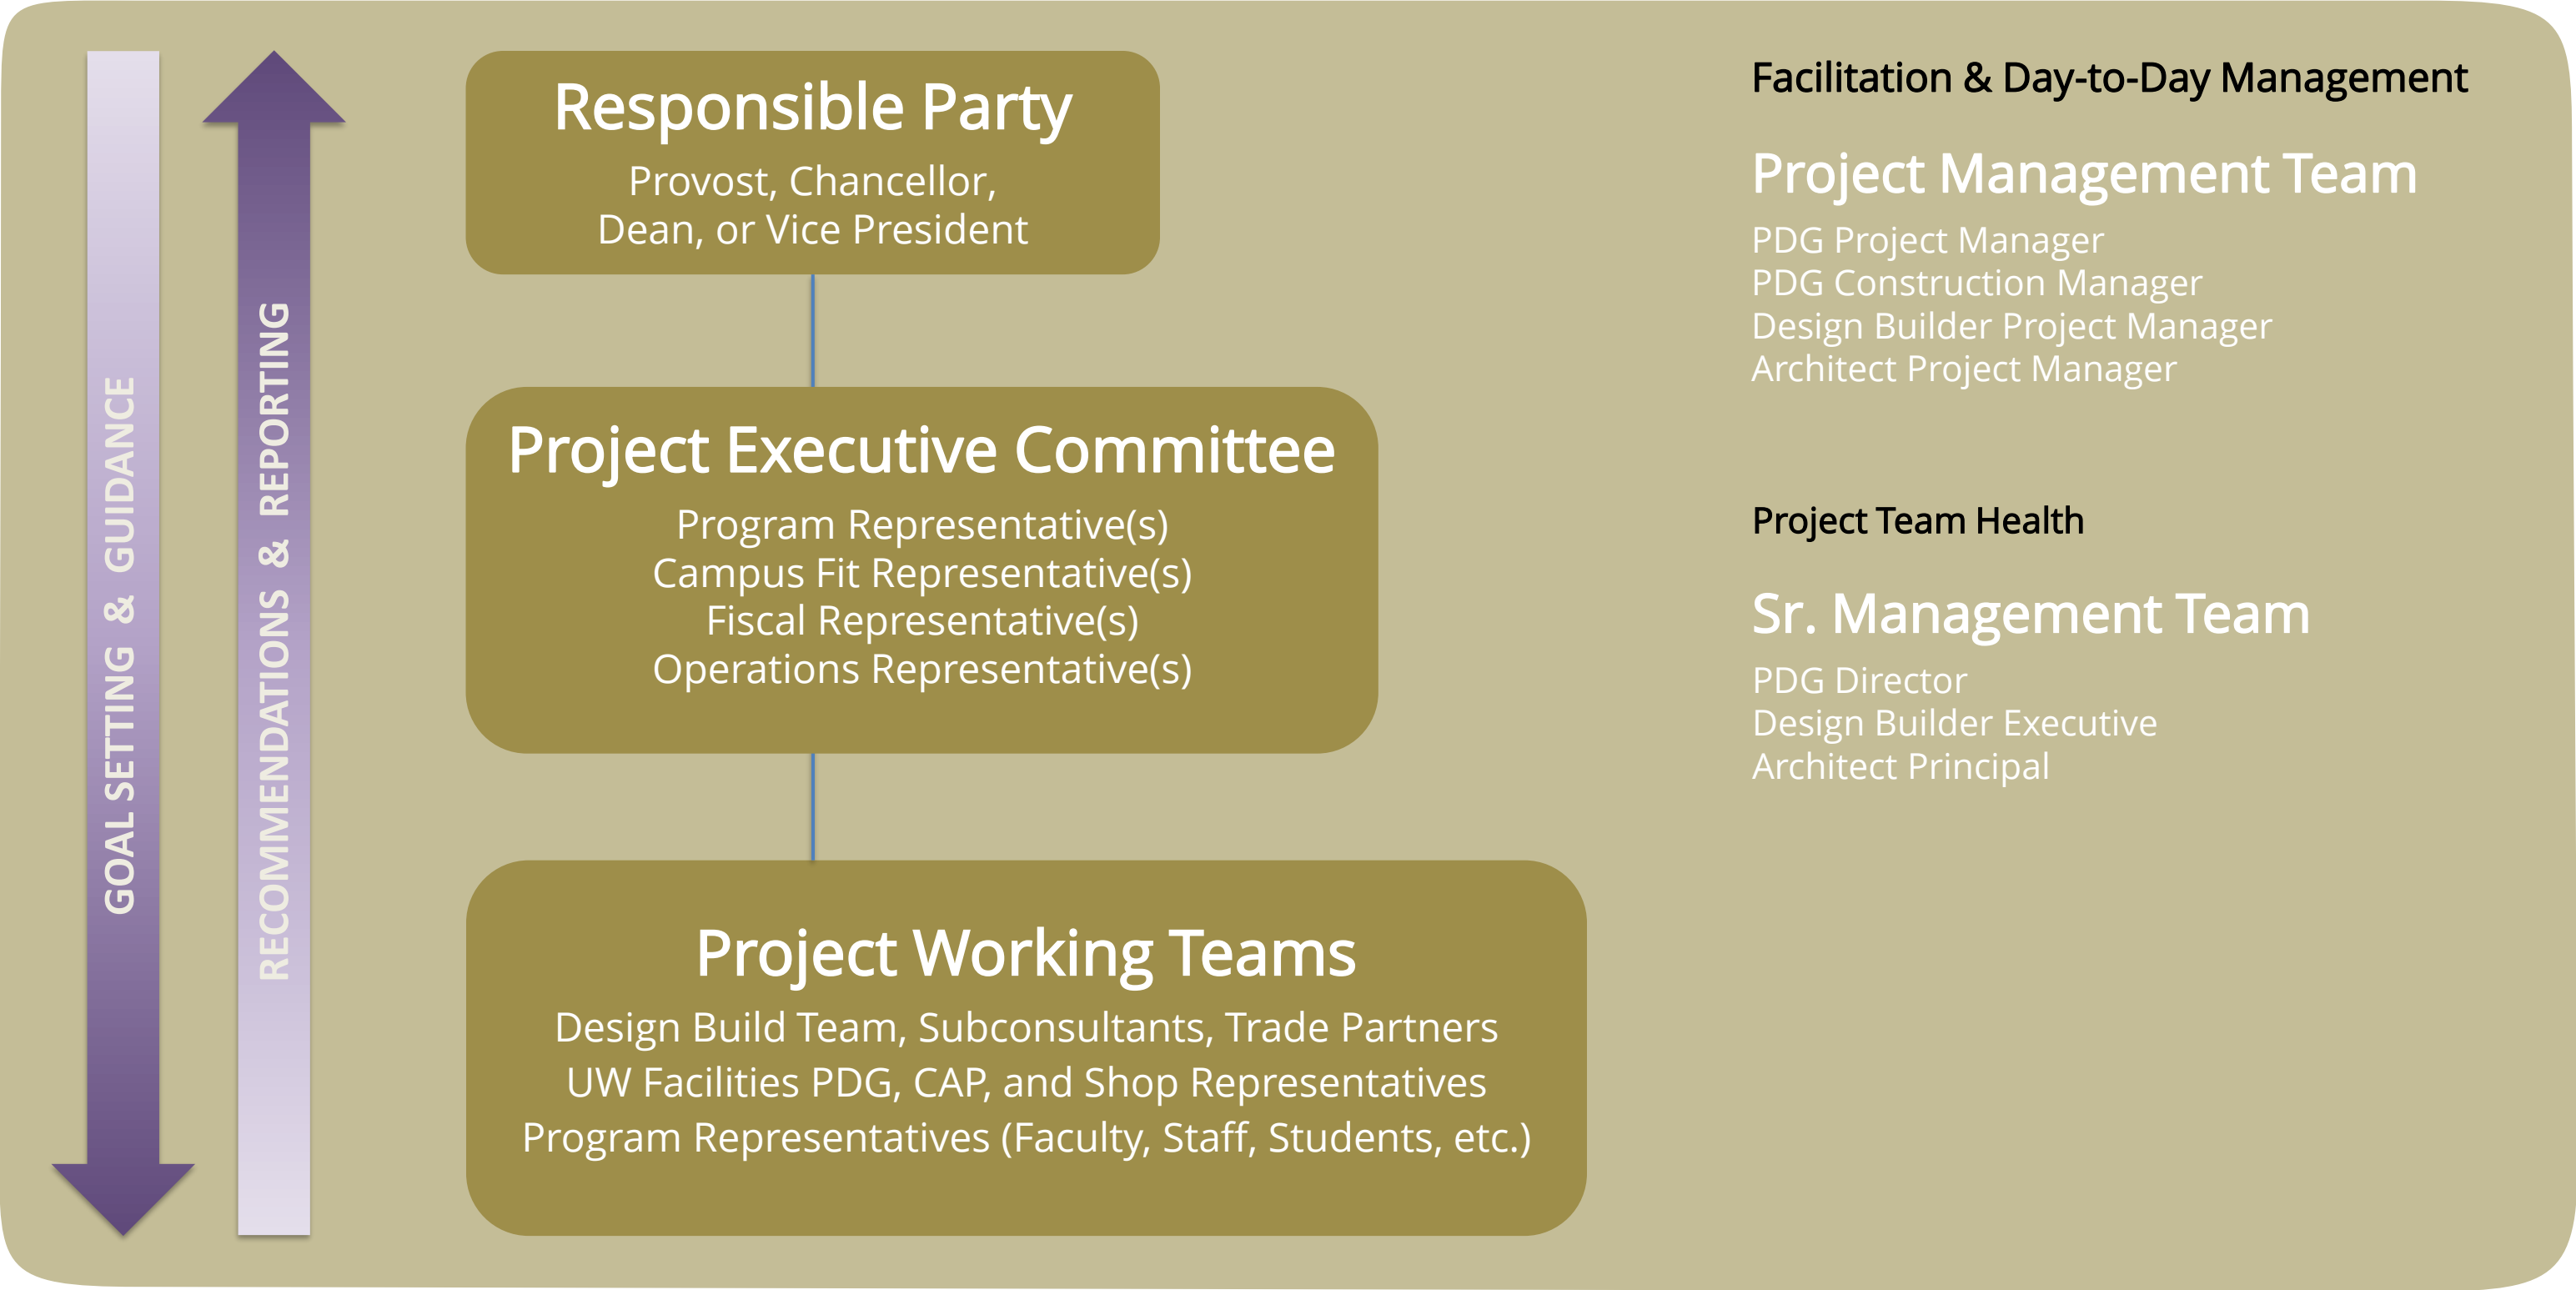 GOAL SETTING & GUIDANCE
RECOMMENDATIONS & REPORTING
Responsible Party
Provost, Chancellor,
Dean, or Vice President
Project Executive Committee
Program Representative(s)
Campus Fit Representative(s)
Fiscal Representative(s)
Operations Representative(s)
Project Working Teams
Design Build Team, Subconsultants, Trade Partners
UW Facilities PDG, CAP, and Shop Representatives
Program Representatives (Faculty, Staff, Students, etc.)
Facilitation & Day-to-Day Management
Project Management Team
PDG Project Manager
PDG Construction Manager
Design Builder Project Manager
Architect Project Manager
Project Team Health
Sr. Management Team
PDG Director
Design Builder Executive
Architect Principal